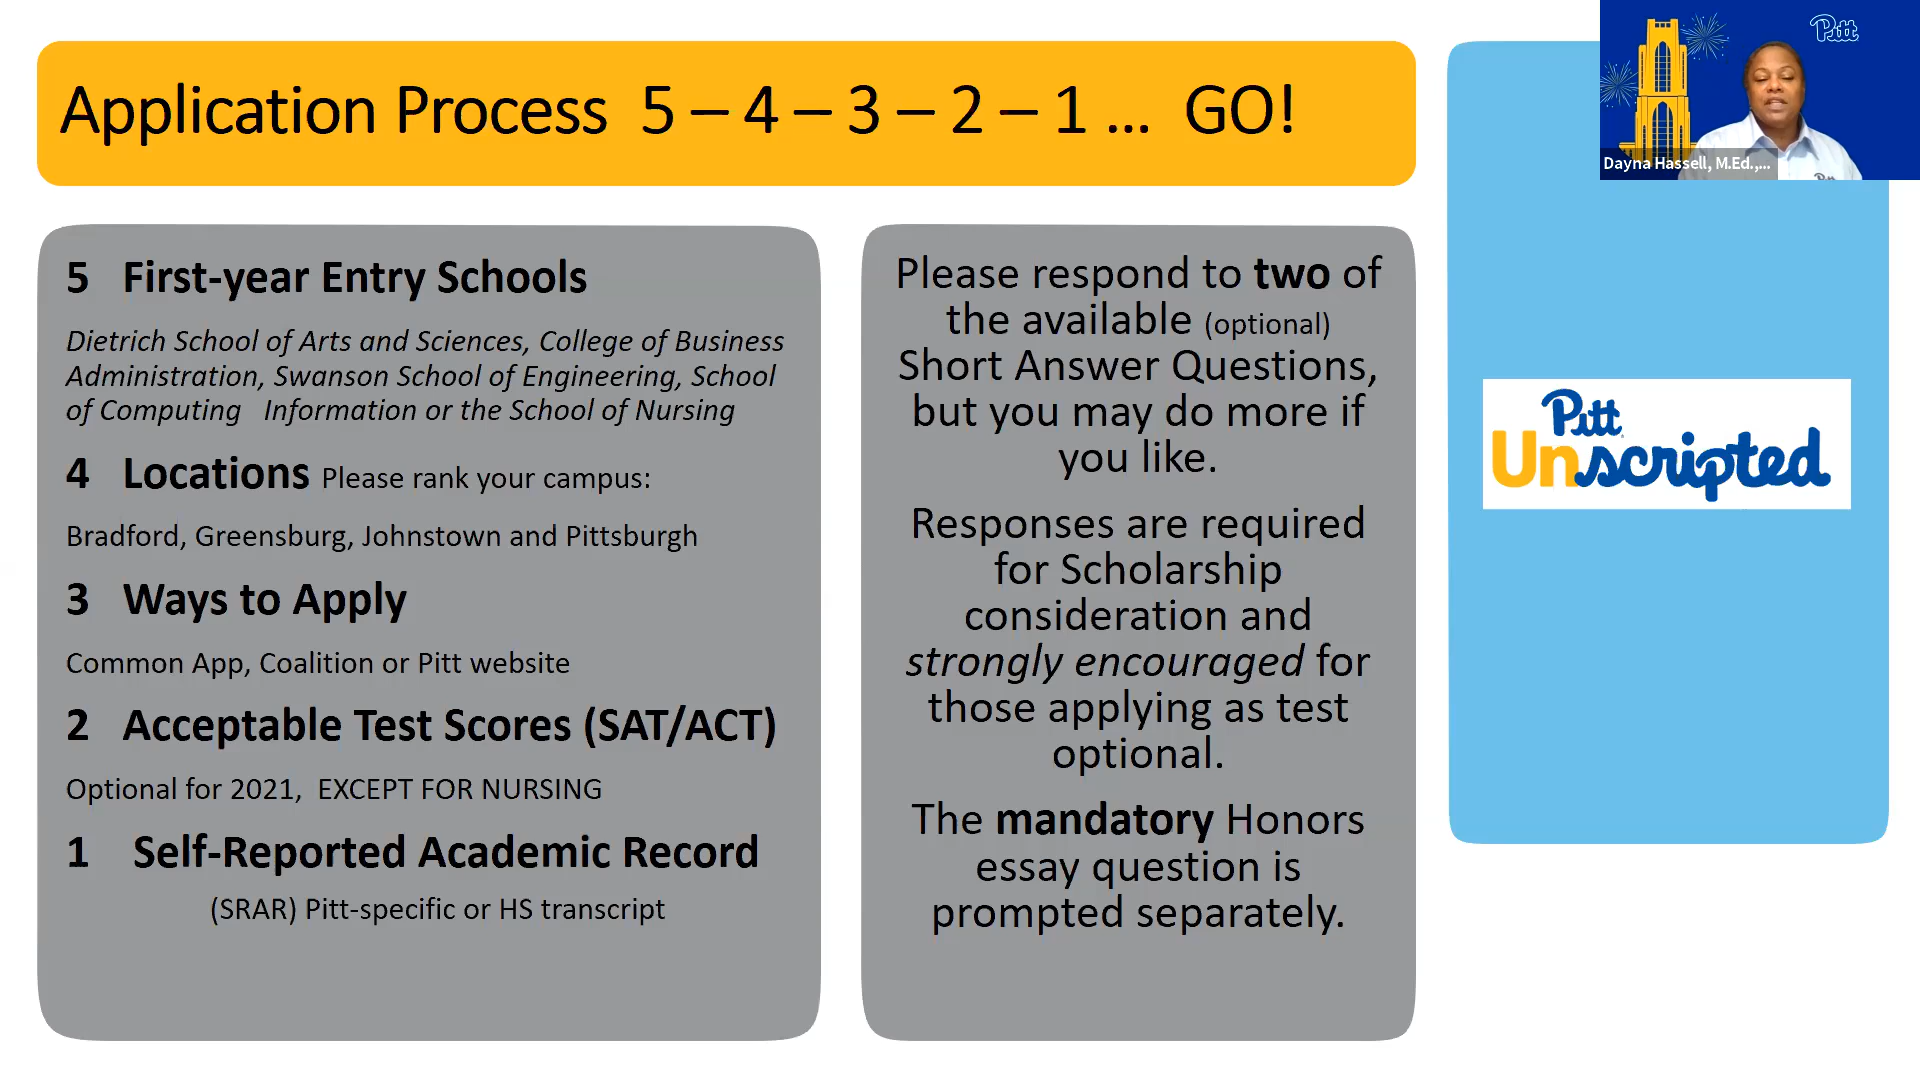 Application Process 5 – 4 – 3 – 2 – 1 ... GO!
Pitt
Dayna Hassell, M.Ed.,...
5 First-year Entry Schools
Dietrich School of Arts and Sciences, College of Business
Administration, Swanson School of Engineering, School
of Computing Information or the School of Nursing
4 Locations Please rank your campus:
Bradford, Greensburg, Johnstown and Pittsburgh
3 Ways to Apply
Common App, Coalition or Pitt website
2 Acceptable Test Scores (SAT/ACT)
Optional for 2021, EXCEPT FOR NURSING
1 Self-Reported Academic Record
(SRAR) Pitt-specific or HS transcript
Please respond to two of
the available (optional)
Short Answer Questions,
but you may do more if
you like.
Responses are required
for Scholarship
consideration and
strongly encouraged for
those applying as test
optional.
The mandatory Honors
essay question is
prompted separately.
Pitt
Unscripted